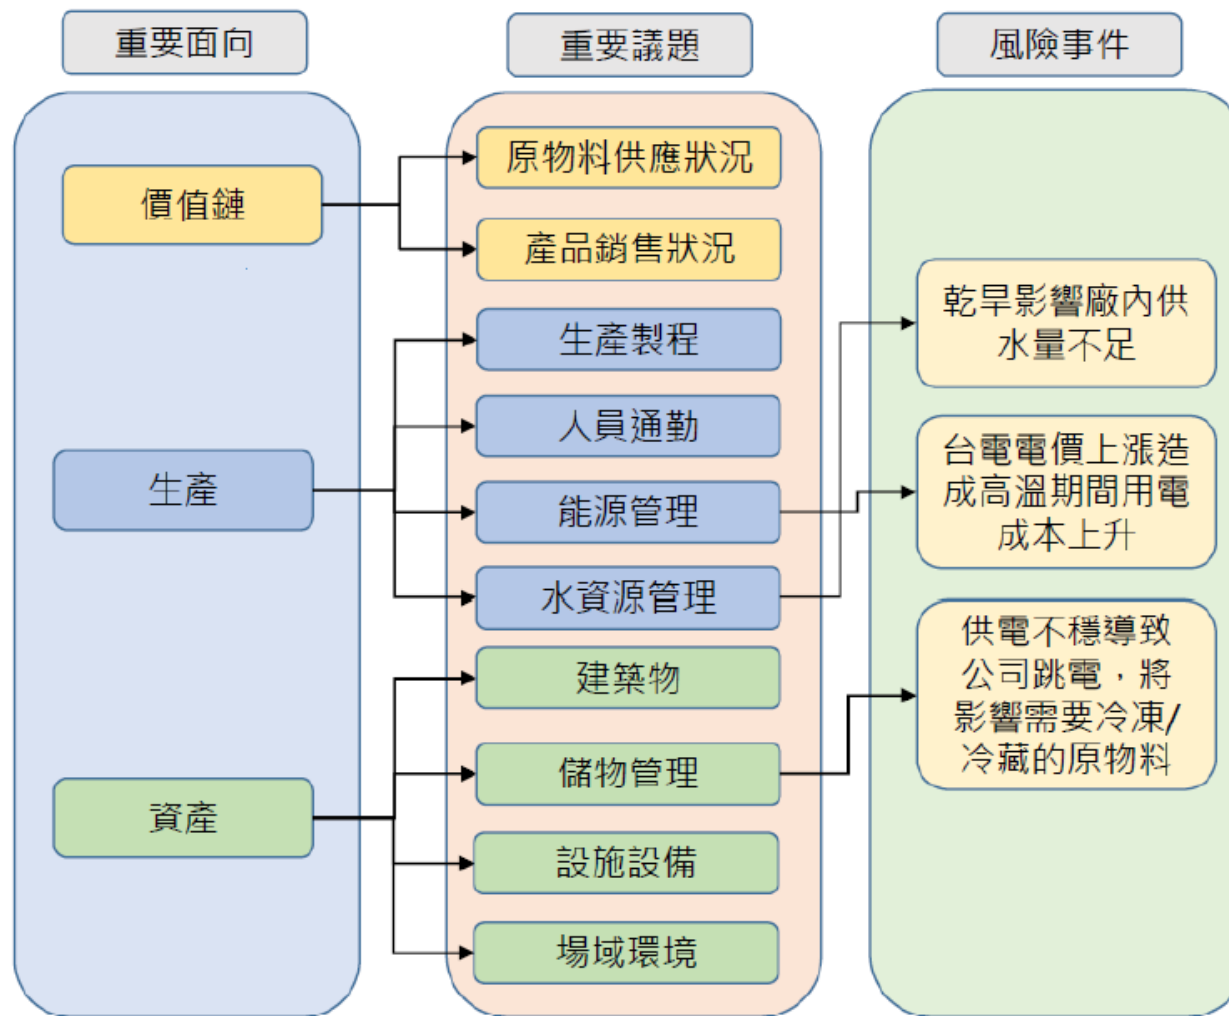 重要面向
重要議題
風險事件
價值鏈
原物料供應狀況
產品銷售狀況
生產
生產製程
人員通勤
能源管理
水資源管理
資產
建築物
儲物管理
設施設備
場域環境
乾旱影響廠內供
水量不足
台電電價上漲造
成高溫期間用電
成本上升
供電不穩導致
公司跳電，將
影響需要冷凍/
冷藏的原物料